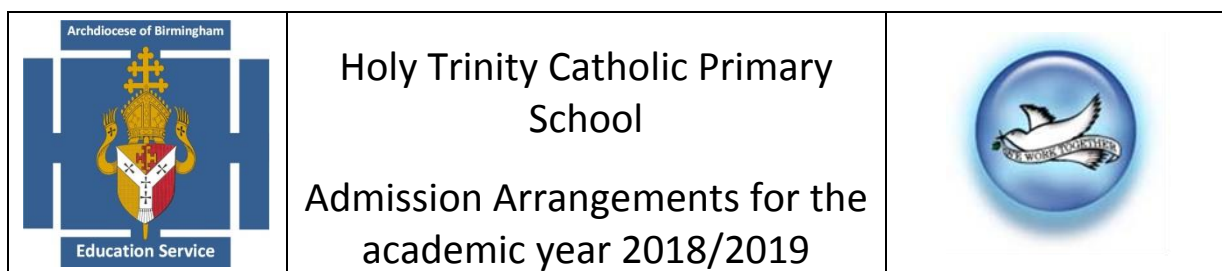 Archdiocese of Birmingham
Education Service
Holy Trinity Catholic Primary
School
Admission Arrangements for the
academic year 2018/2019
WE WORK TOGETHER